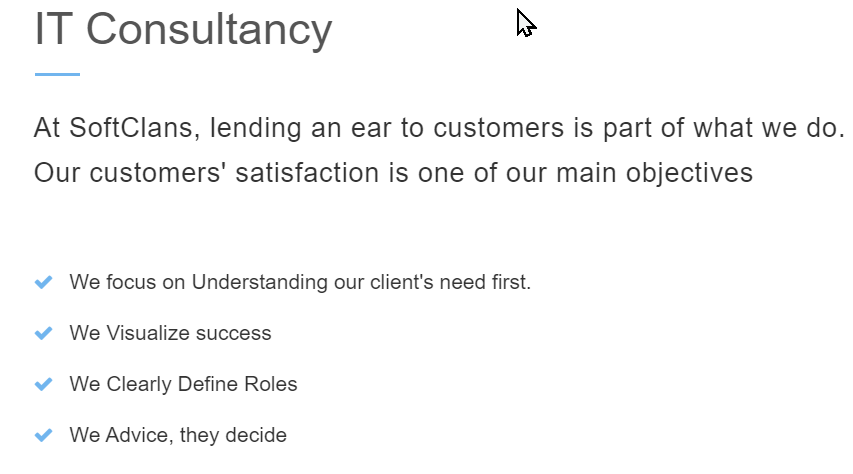 IT Consultancy
At SoftClans, lending an ear to customers is part of what we do.
Our customers' satisfaction is one of our main objectives
We focus on Understanding our client's need first.
We Visualize success
We Clearly Define Roles
We Advice, they decide